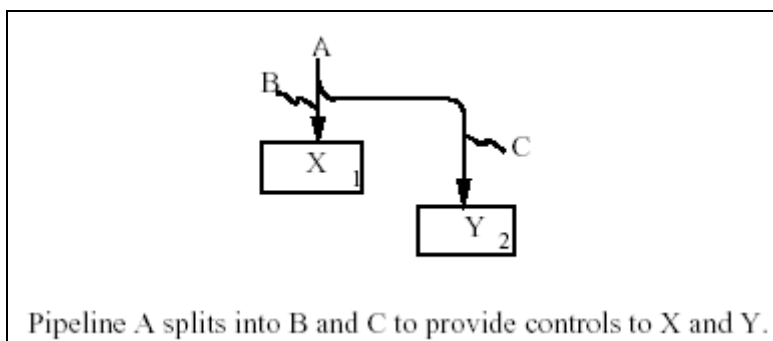 A
B
X
1
C
Y
2
Pipeline A splits into B and C to provide controls to X and Y.